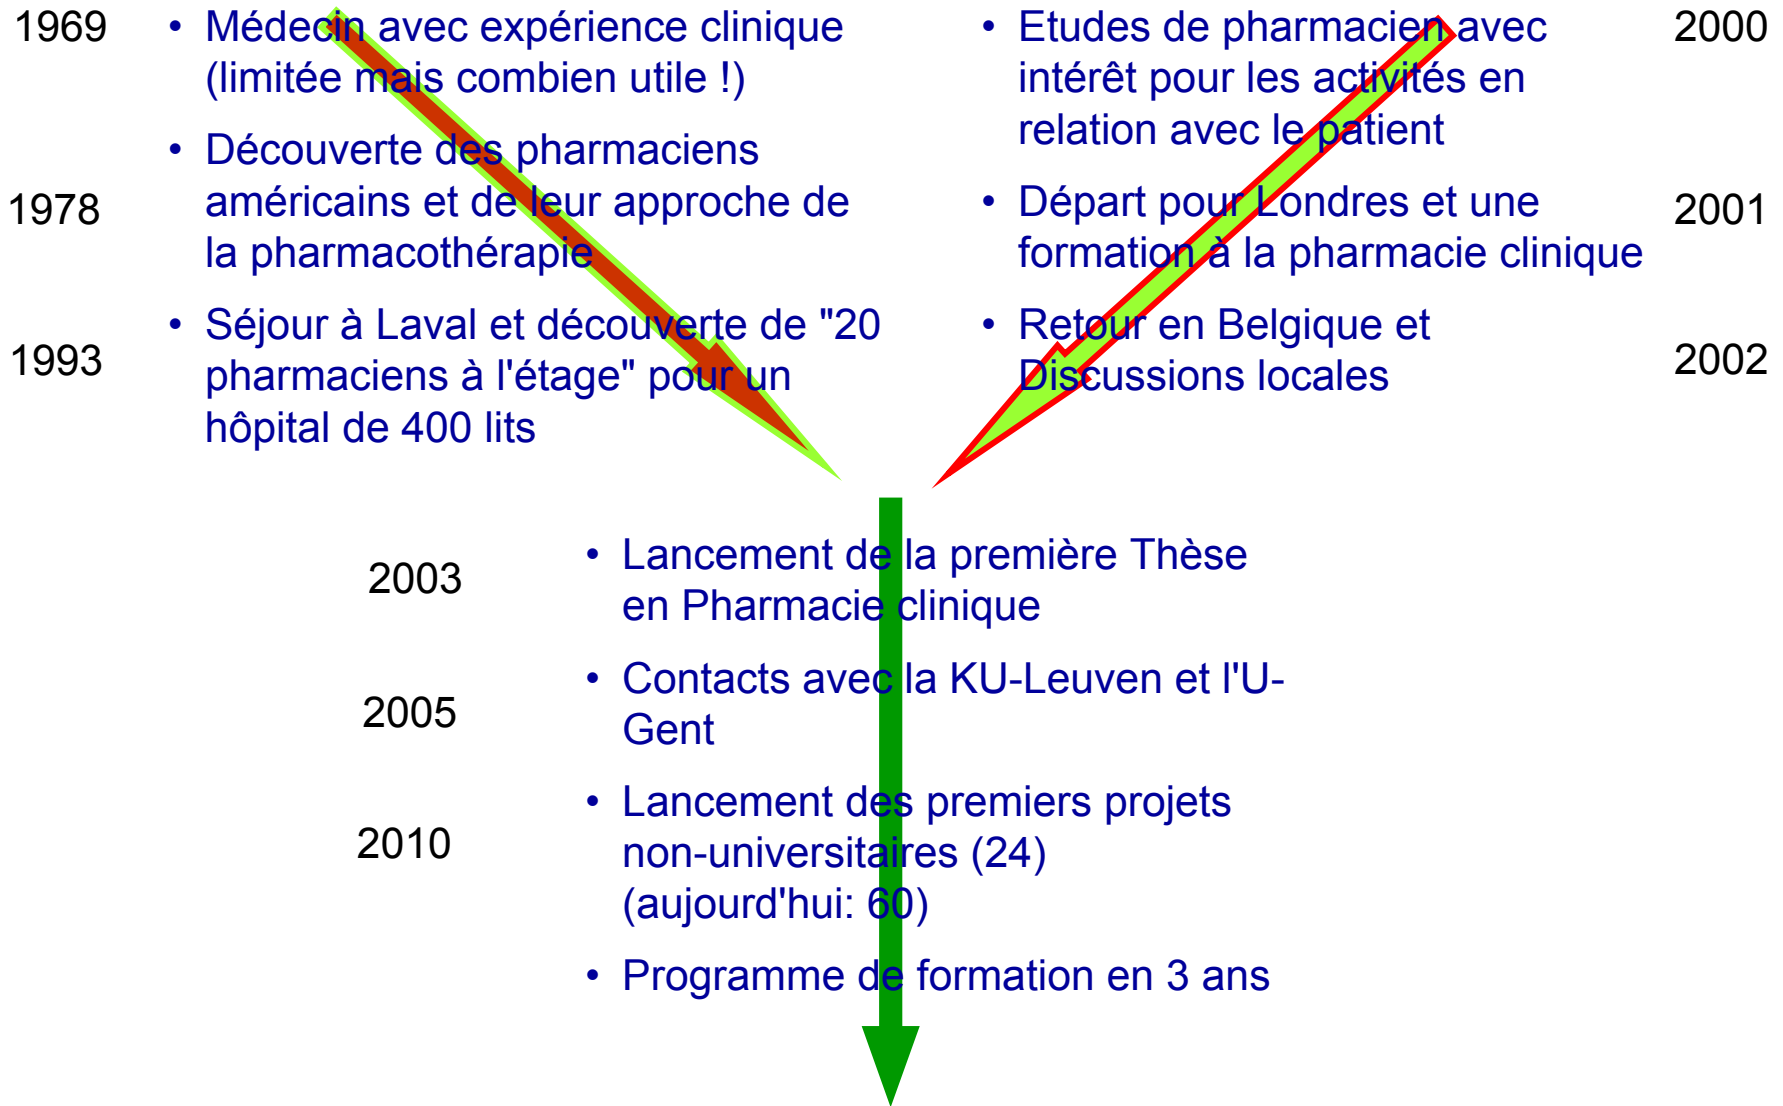 1969
• Médecin avec expérience clinique
(limitée mais combien utile !)
1978
• Découverte des pharmaciens
américains et de leur approche de
la pharmacothérapie
1993
• Séjour à Laval et découverte de "20
pharmaciens à l'étage" pour un
hôpital de 400 lits
• Etudes de pharmacien avec
intérêt pour les activités en
relation avec le patient
2000
• Départ pour Londres et une
formation à la pharmacie clinique
2001
• Retour en Belgique et
Discussions locales
2002
2003
• Lancement de la première Thèse
en Pharmacie clinique
2005
• Contacts avec la KU-Leuven et l'U-
Gent
2010
• Lancement des premiers projets
non-universitaires (24)
(aujourd'hui: 60)
• Programme de formation en 3 ans